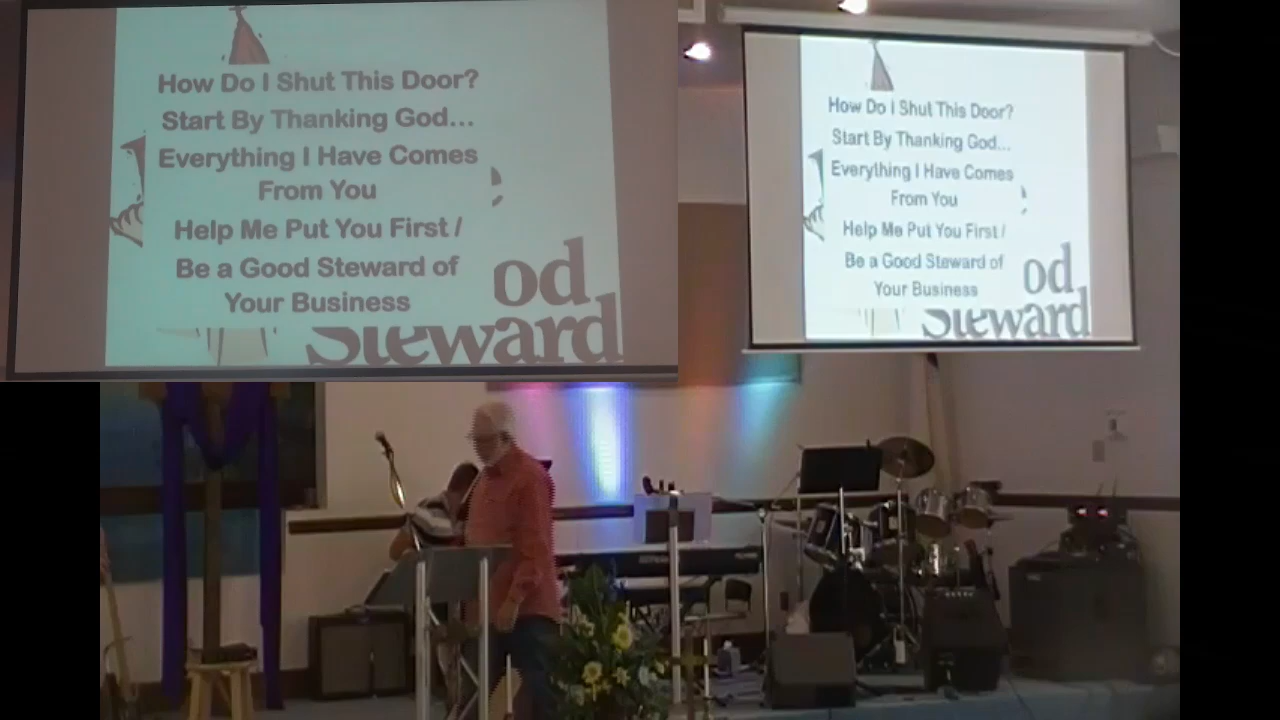 How Do I Shut This Door?
Start By Thanking God...
Everything I Have Comes
From You
Help Me Put You First /
Be a Good Steward of
Your Business
od
Steward
How Do I Shut This Door?
Start By Thanking God...
Everything I Have Comes
From You
Help Me Put You First /
Be a Good Steward of
Your Business
od
Steward